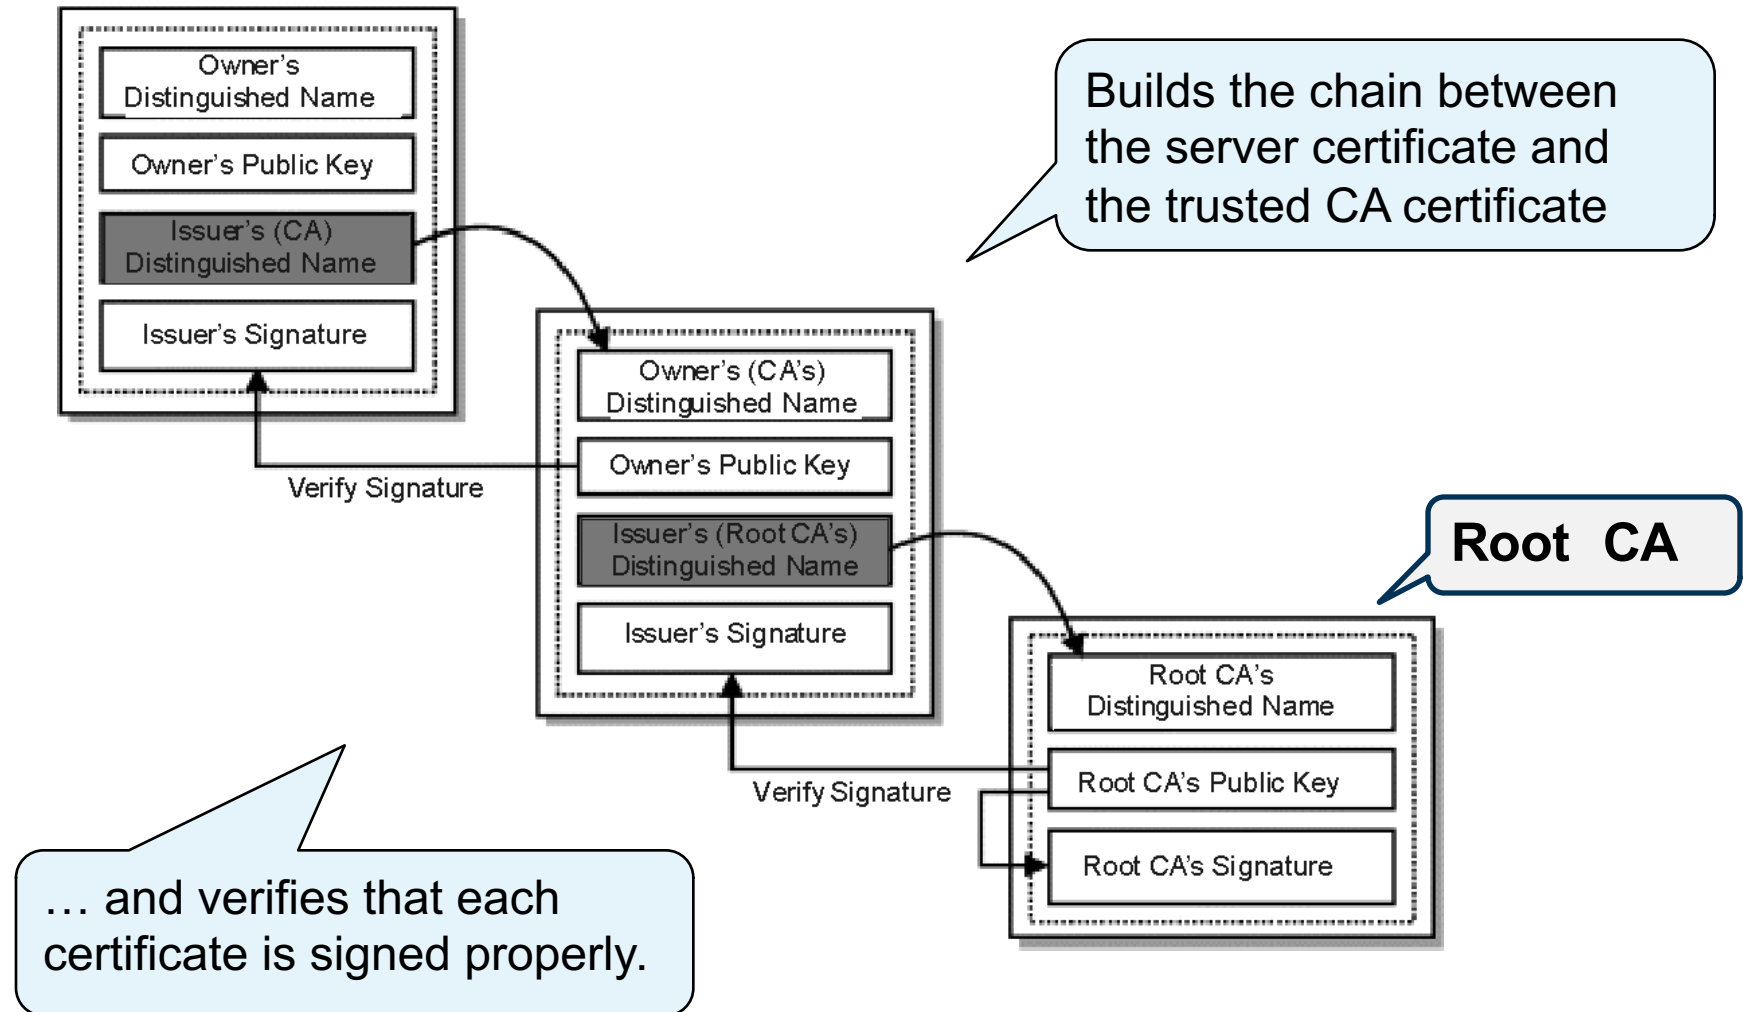 Owner's
Distinguished Name
Owner's Public Key
Issuer's (CA)
Distinguished Name
Issuer's Signature
Builds the chain between
the server certificate and
the trusted CA certificate
Owner's (CA's)
Distinguished Name
Owner's Public Key
Verify Signature
Issuer's (Root CA's)
Distinguished Name
Issuer's Signature
Root CA
Root CA's
Distinguished Name
Root CA's Public Key
Verify Signature
Root CA's Signature
… and verifies that each
certificate is signed properly.